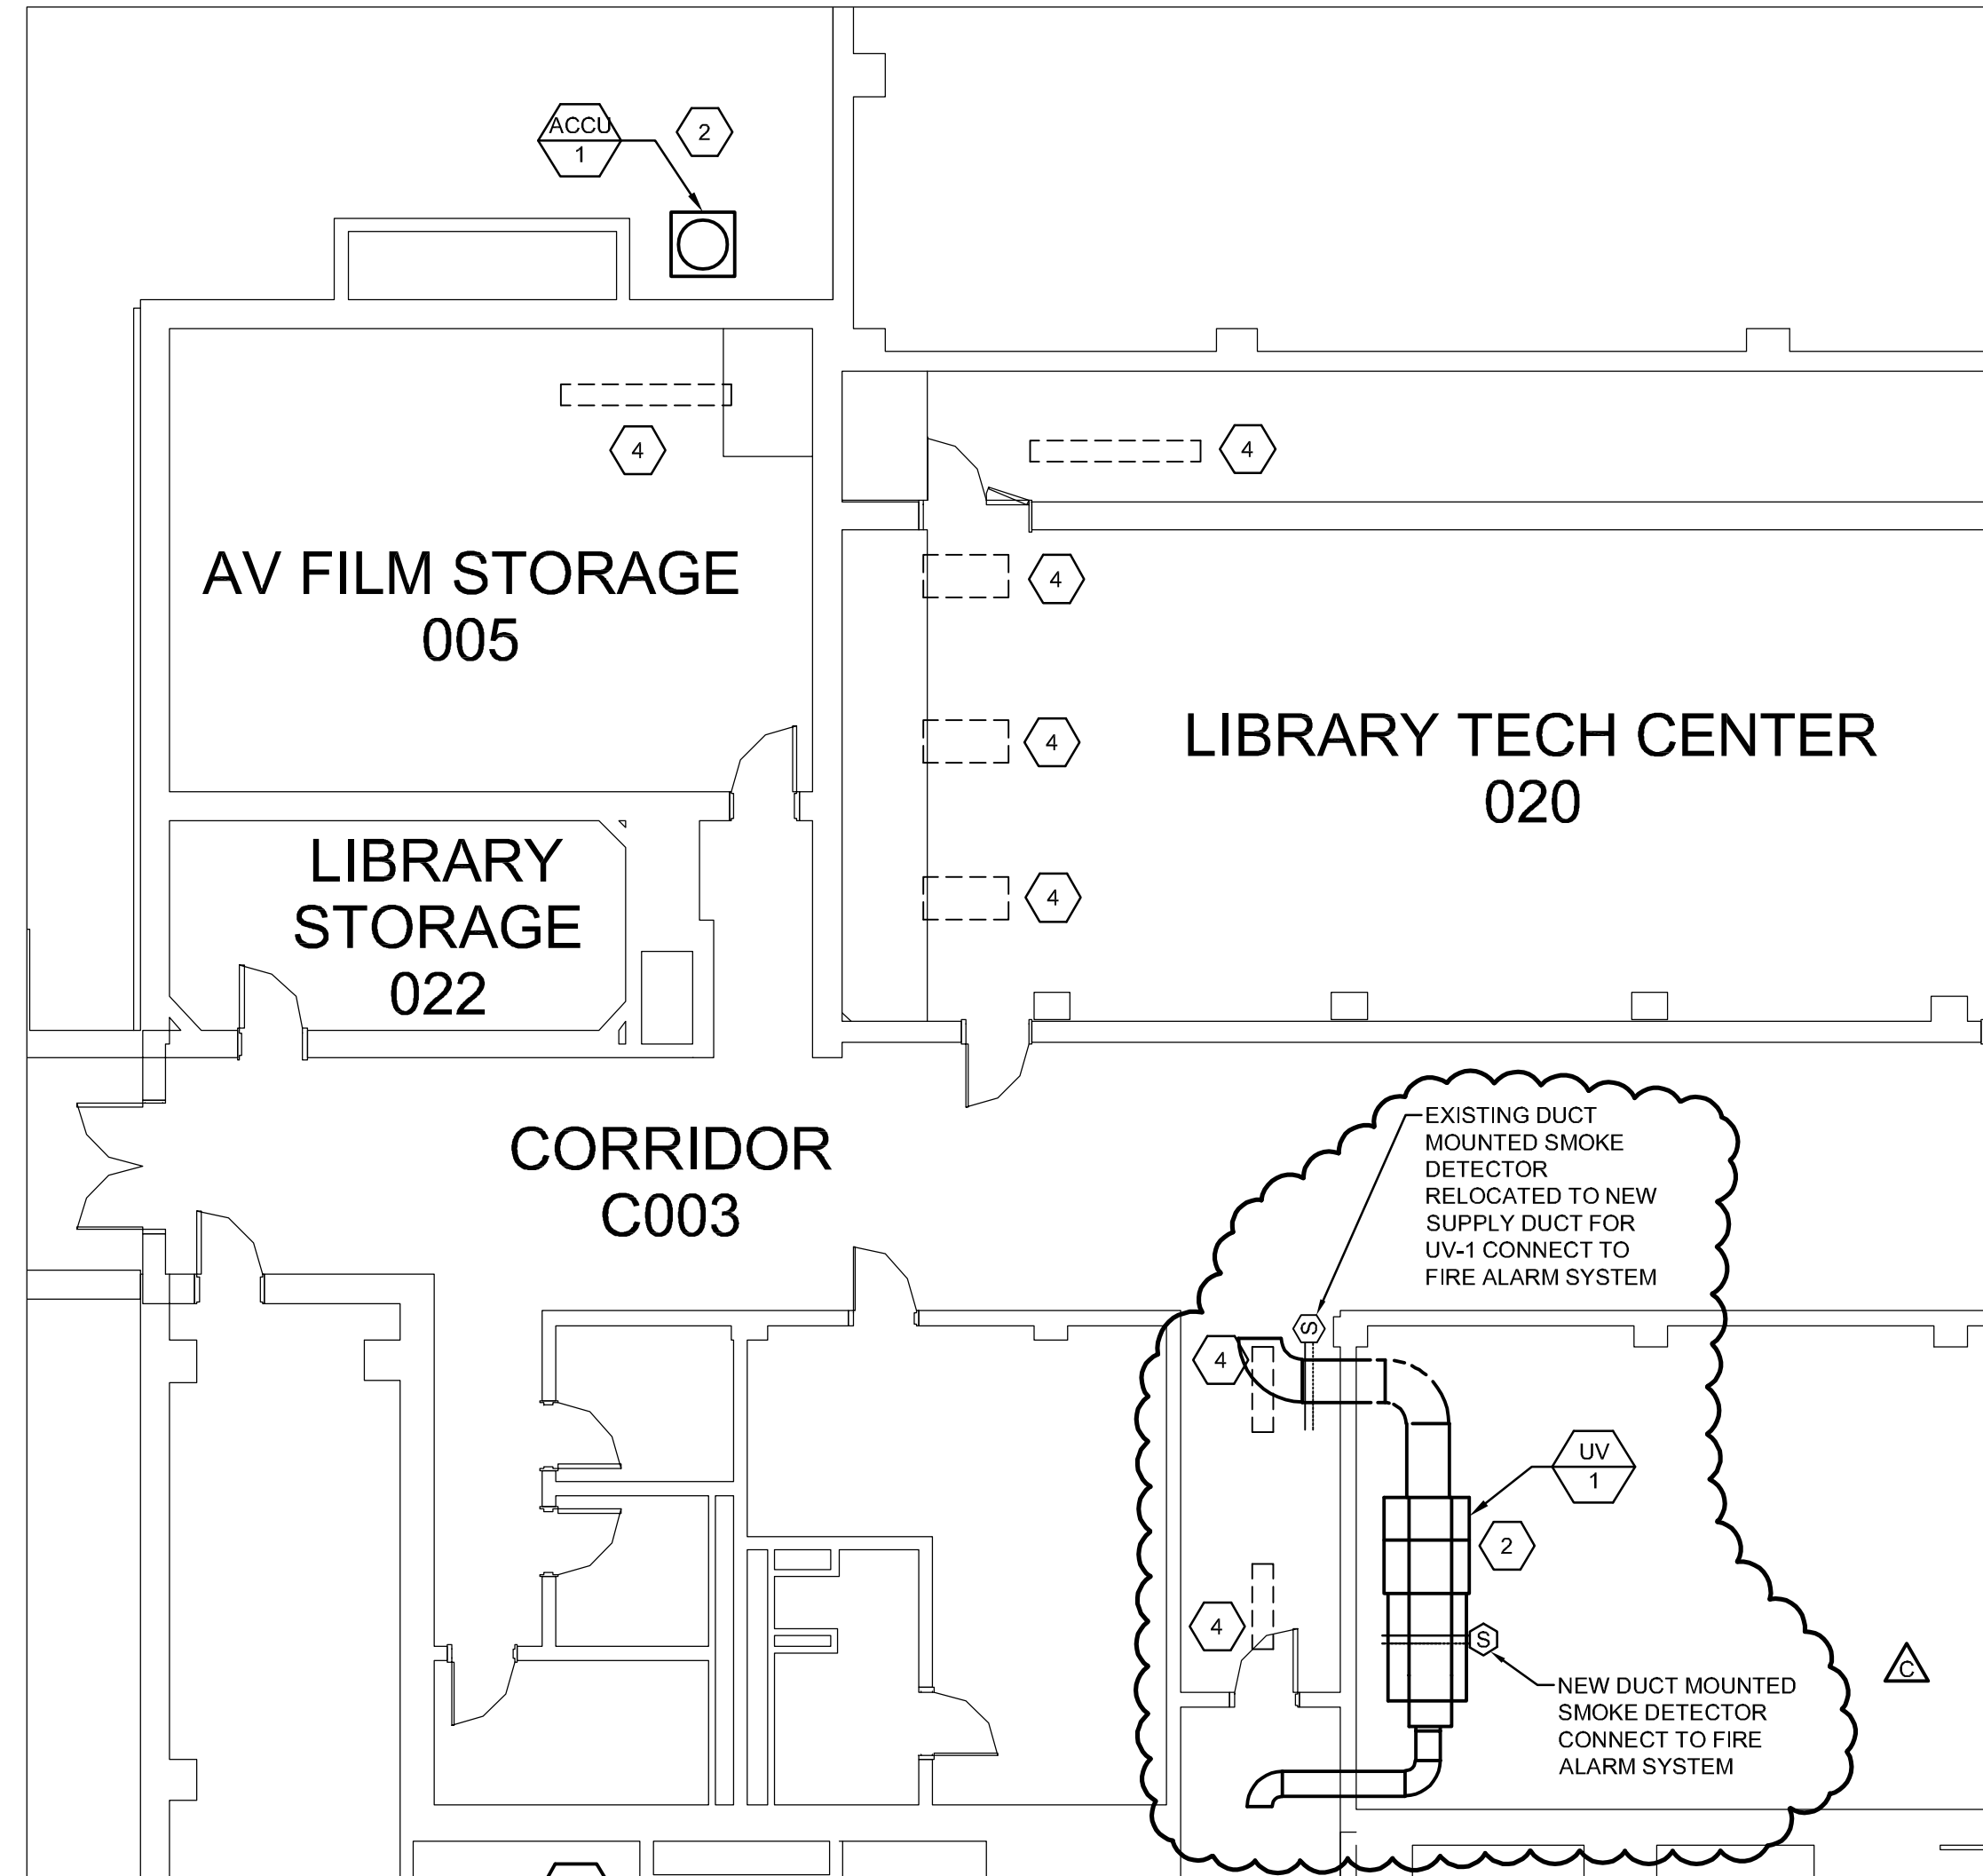 ACCU
1
2
4
4
AV FILM STORAGE
005
4
4
LIBRARY TECH CENTER
020
4
LIBRARY
STORAGE
022
CORRIDOR
C003
EXISTING DUCT
MOUNTED SMOKE
DETECTOR
RELOCATED TO NEW
SUPPLY DUCT FOR
UV-1 CONNECT TO
FIRE ALARM SYSTEM
S
4
UV
1
2
4
S
C
NEW DUCT MOUNTED
SMOKE DETECTOR
CONNECT TO FIRE
ALARM SYSTEM